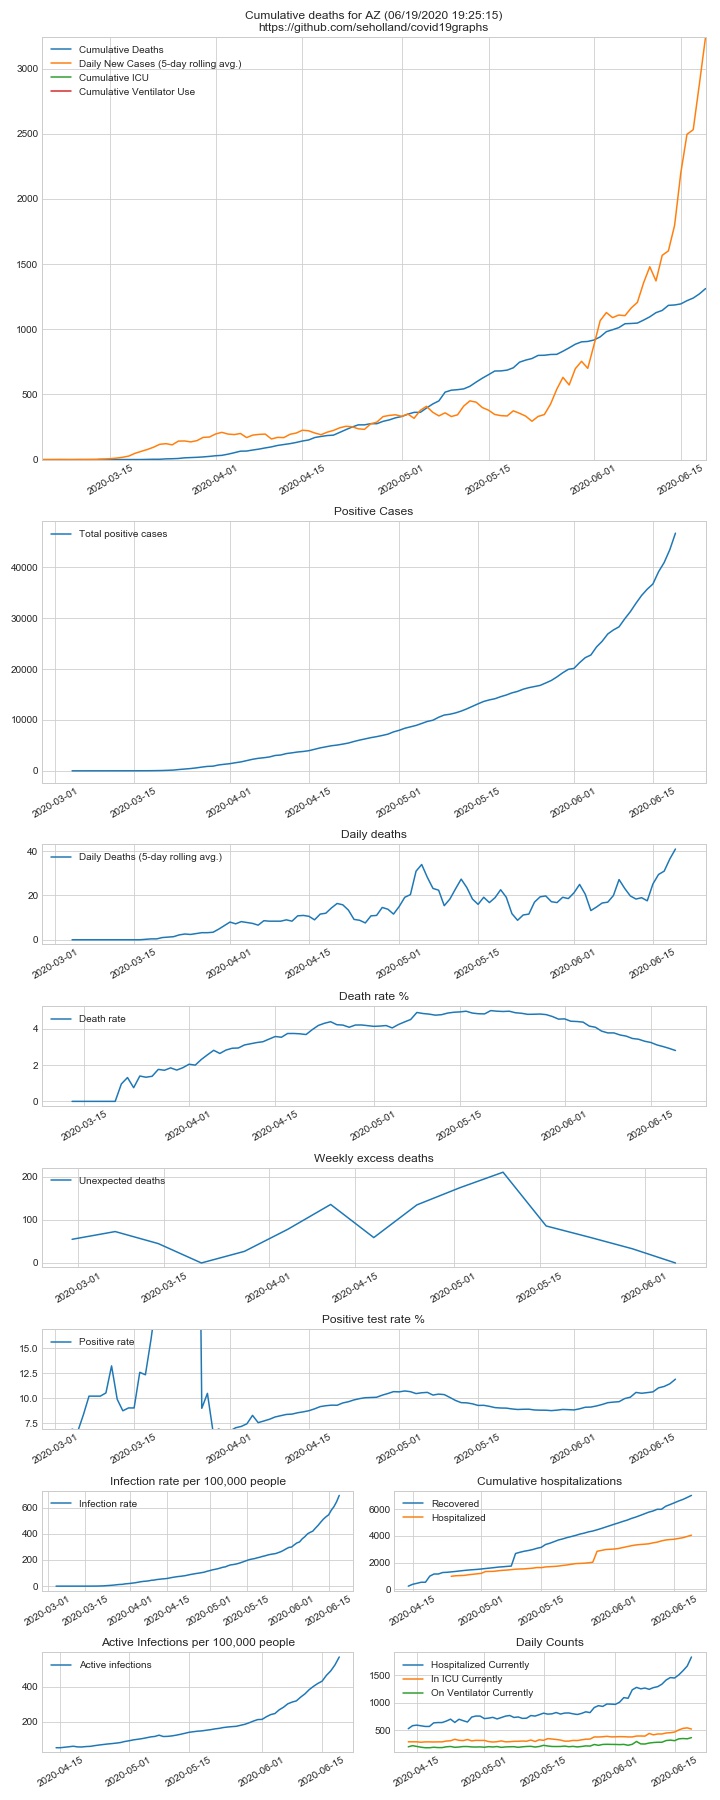 Cumulative deaths for AZ (06/19/2020 19:25:15)
https://github.com/seholland/covid19graphs
Cumulative Deaths
Daily New Cases (5-day rolling avg.)
Cumulative ICU
Cumulative Ventilator Use
3000
2500
2000
1500
1000
500
0
2020-03-15 2020-04-01 2020-04-15 2020-05-01 2020-05-15 2020-06-01 2020-06-15
Positive Cases
Total positive cases
40000
30000
20000
10000
0
2020-03-01 2020-03-15 2020-04-01 2020-04-15 2020-05-01 2020-05-15 2020-06-01 2020-06-15
Daily deaths
Daily Deaths (5-day rolling avg.)
40
20
0
2020-03-01 2020-03-15 2020-04-01 2020-04-15 2020-05-01 2020-05-15 2020-06-01 2020-06-15
Death rate %
Death rate
4
2
0
2020-03-15 2020-04-01 2020-04-15 2020-05-01 2020-05-15 2020-06-01 2020-06-15
Weekly excess deaths
Unexpected deaths
200
100
0
2020-03-01 2020-03-15 2020-04-01 2020-04-15 2020-05-01 2020-05-15 2020-06-01
Positive test rate %
Positive rate
15.0
12.5
10.0
7.5
2020-03-01 2020-03-15 2020-04-01 2020-04-15 2020-05-01 2020-05-15 2020-06-01 2020-06-15
Infection rate per 100,000 people
Infection rate
600
400
200
0
2020-03-01 2020-03-15 2020-04-01 2020-04-15 2020-05-01 2020-05-15 2020-06-01 2020-06-15
Cumulative hospitalizations
Recovered
Hospitalized
6000
4000
2000
0
2020-04-15 2020-05-01 2020-05-15 2020-06-01 2020-06-15
Active Infections per 100,000 people
Active infections
400
200
2020-04-15 2020-05-01 2020-05-15 2020-06-01 2020-06-15
Daily Counts
Hospitalized Currently
In ICU Currently
On Ventilator Currently
1500
1000
500
2020-04-15 2020-05-01 2020-05-15 2020-06-01 2020-06-15